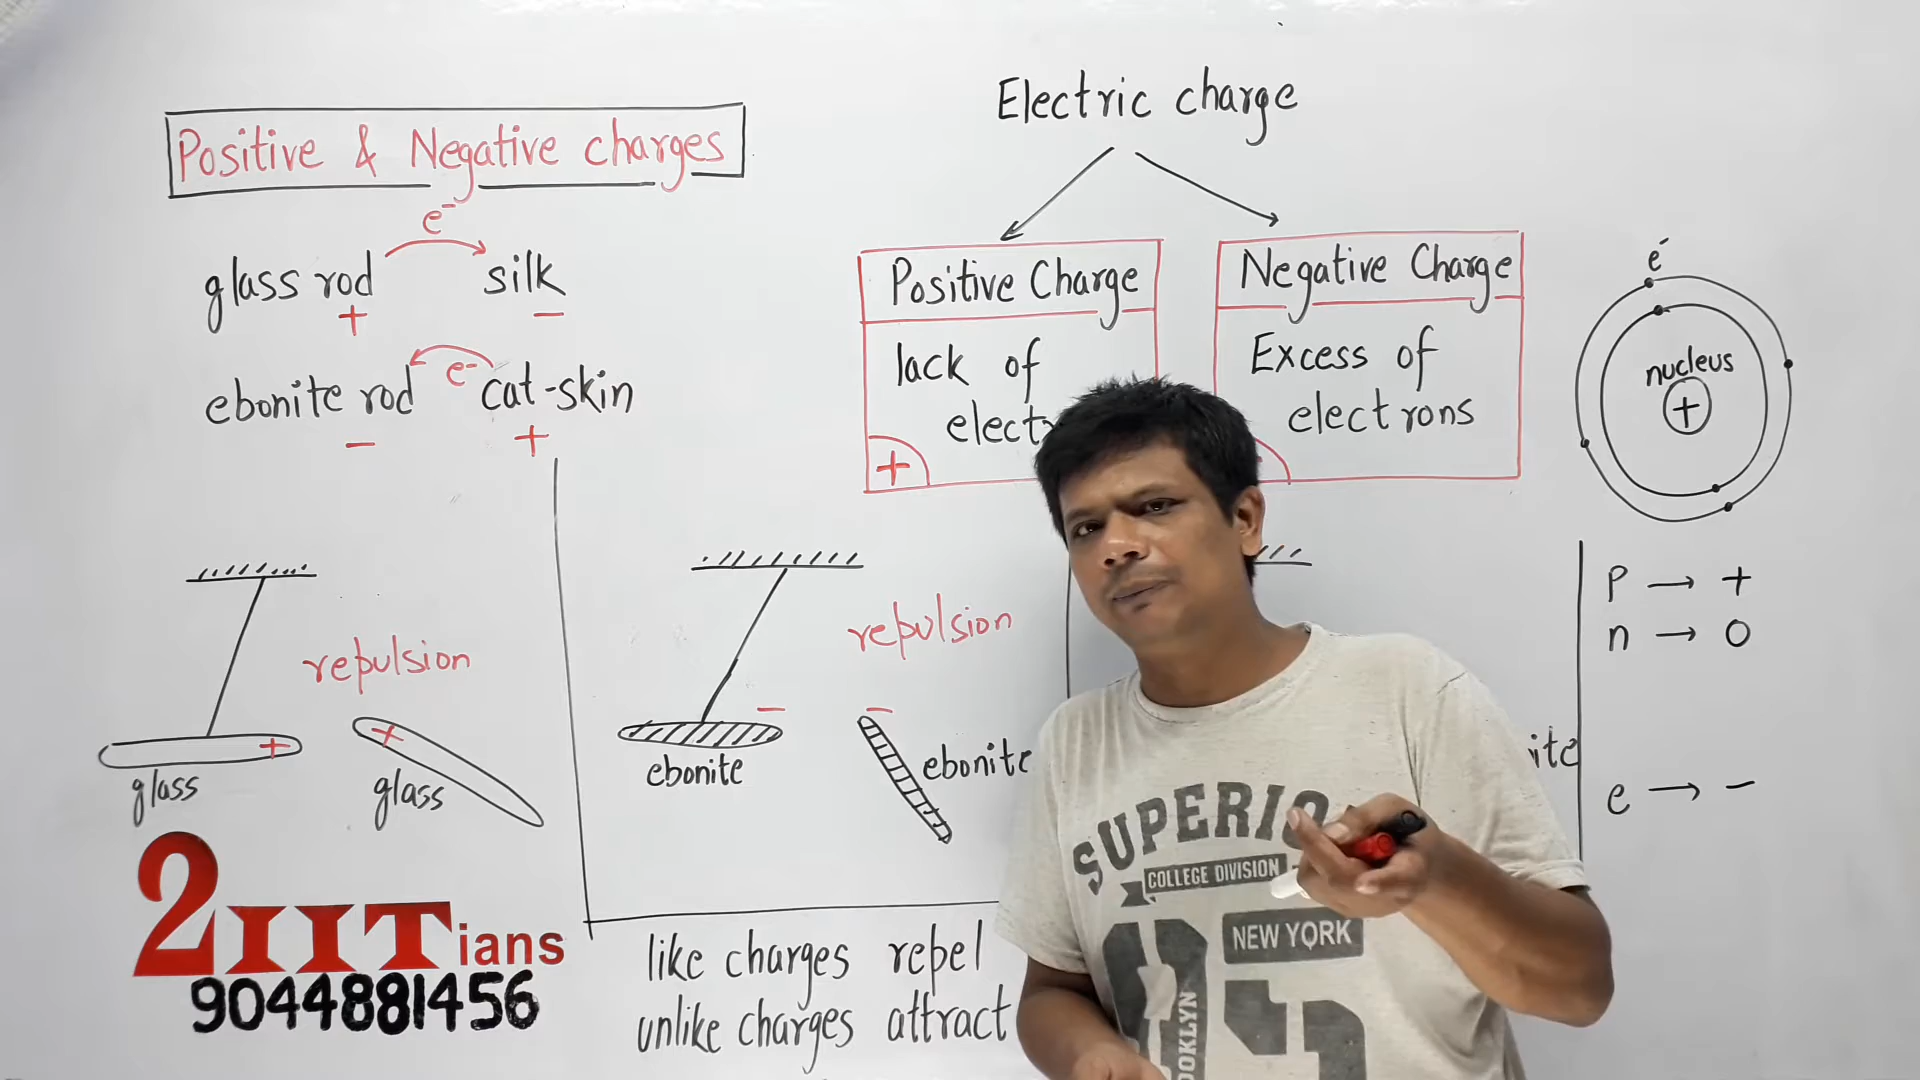 Positive & Negative charges
e⁻
glass rod silk
+ −
e⁻
ebonite rod cat-skin
− +
Electric charge
Positive Charge
lack of
+
Negative Charge
Excess of
electrons
e⁻
nucleus
+
repulsion
+ +
glass
glass
repulsion
− −
ebonite
ebonite
p → +
n → 0
e → −
like charges repel
unlike charges attract
2IITians
9044881456
COLLEGE DIVISION
NEW YORK